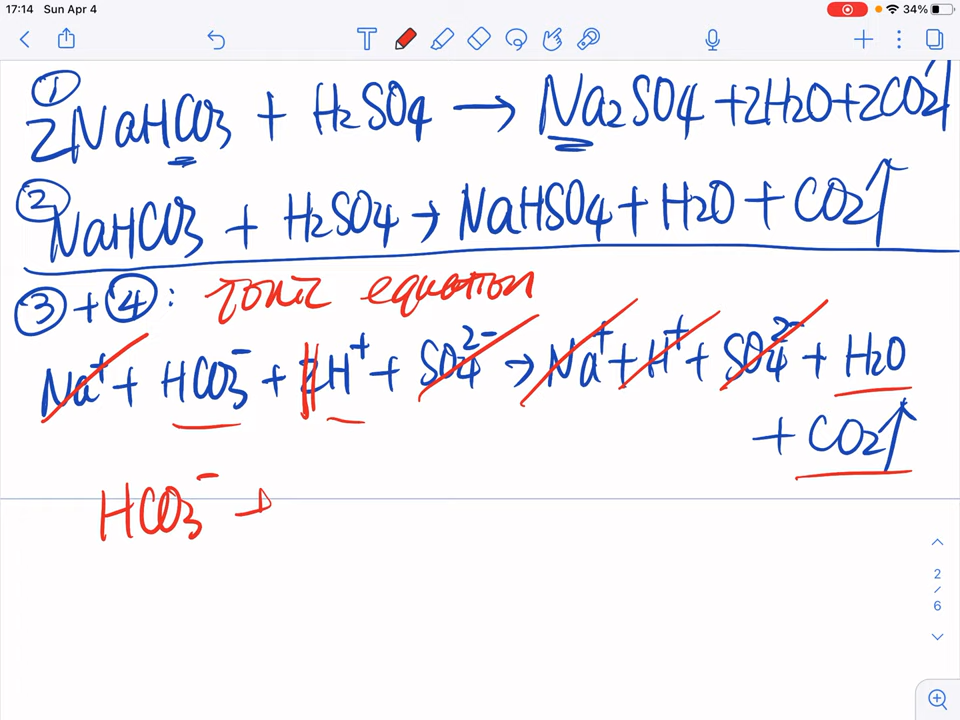 17:14 Sun Apr 4 34%
①
2NaHCO3 + H2SO4 → Na2SO4 + 2H2O + 2CO2↑
②
NaHCO3 + H2SO4 → NaHSO4 + H2O + CO2↑
③ + ④ : Ionic equation
Na⁺ + HCO3⁻ + 2H⁺ + SO4²⁻ → Na⁺ + H⁺ + SO4²⁻ + H2O
+ CO2↑
HCO3⁻ +
2
/
6